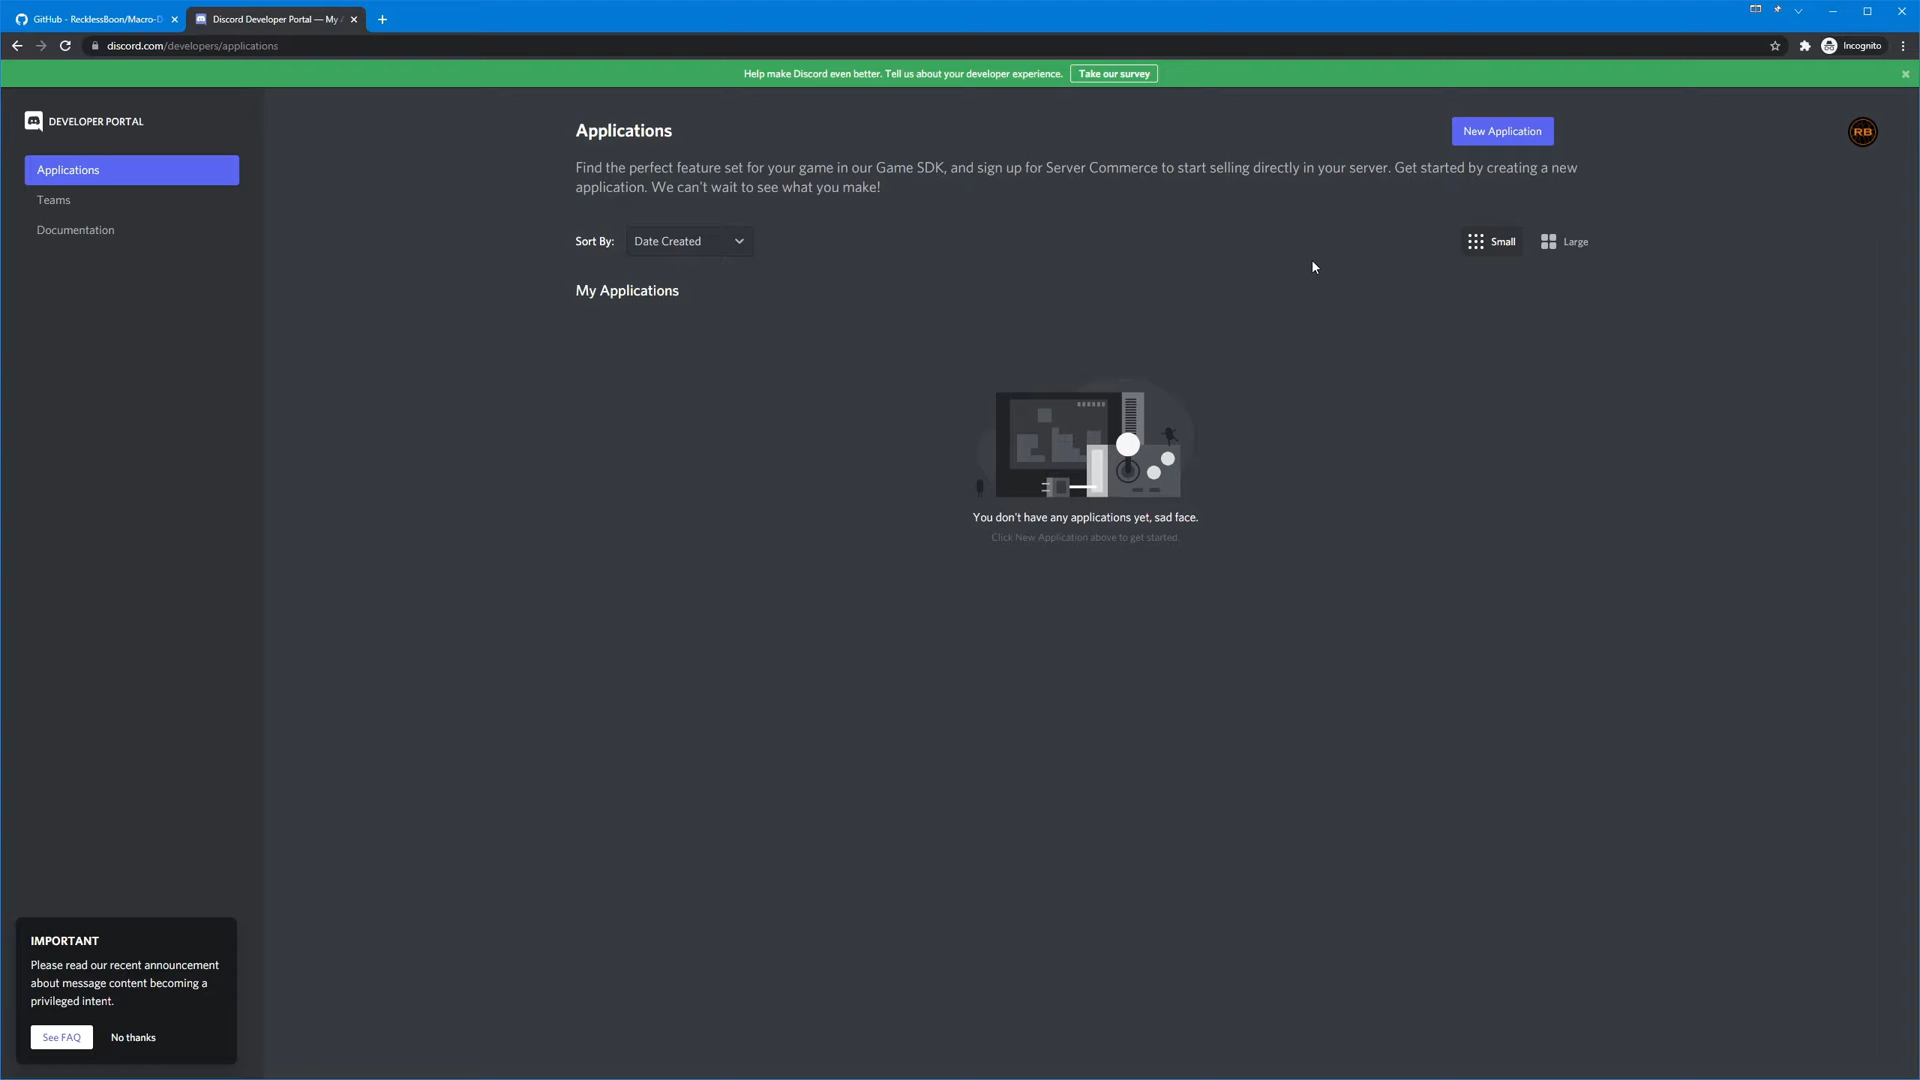 GitHub - RecklessBoon/Macro-D
Discord Developer Portal — My A
discord.com/developers/applications
Incognito
Help make Discord even better. Tell us about your developer experience.
Take our survey
DEVELOPER PORTAL
Applications
Teams
Documentation
Applications
New Application
RB
Find the perfect feature set for your game in our Game SDK, and sign up for Server Commerce to start selling directly in your server. Get started by creating a new
application. We can't wait to see what you make!
Sort By:
Date Created
Small
Large
My Applications
You don't have any applications yet, sad face.
Click New Application above to get started.
IMPORTANT
Please read our recent announcement
about message content becoming a
privileged intent.
See FAQ
No thanks